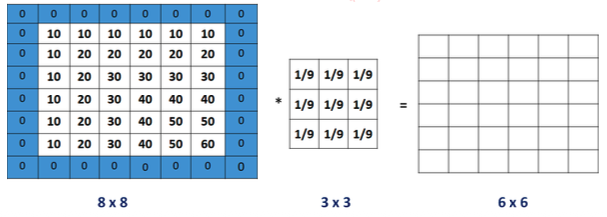 0 0 0 0 0 0 0 0
0 10 10 10 10 10 10 0
0 10 20 20 20 20 20 0
0 10 20 30 30 30 30 0
0 10 20 30 40 40 40 0
0 10 20 30 40 50 50 0
0 10 20 30 40 50 60 0
0 0 0 0 0 0 0 0
1/9 1/9 1/9
* 1/9 1/9 1/9 =
1/9 1/9 1/9
8 x 8 3 x 3 6 x 6